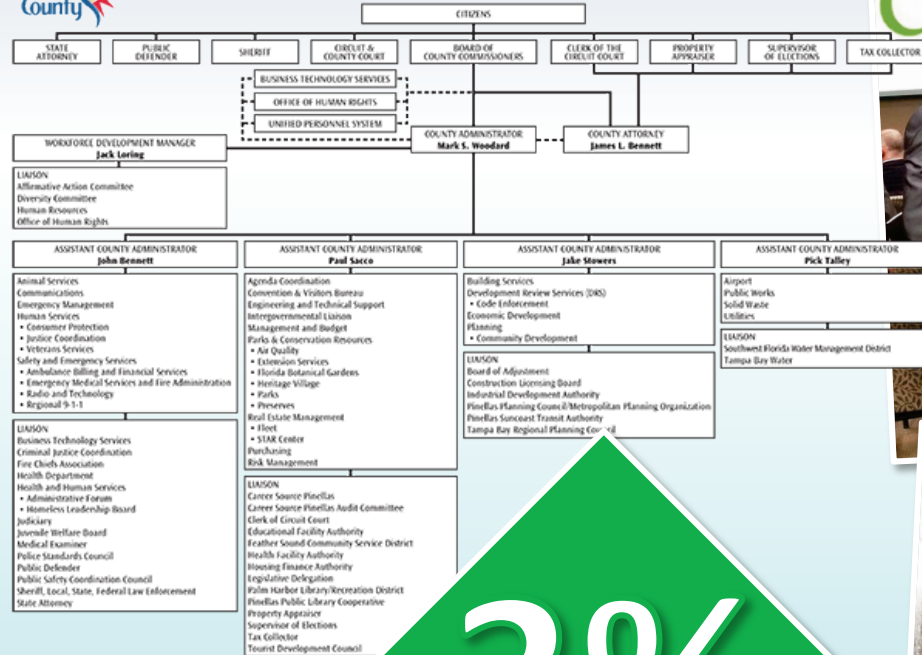 County
CITIZENS
STATE
ATTORNEY
PUBLIC
DEFENDER
SHERIFF
CIRCUIT &
COUNTY COURT
BOARD OF
COUNTY COMMISSIONERS
CLERK OF THE
CIRCUIT COURT
PROPERTY
APPRAISER
SUPERVISOR
OF ELECTIONS
TAX COLLECTOR
BUSINESS TECHNOLOGY SERVICES
OFFICE OF HUMAN RIGHTS
UNIFIED PERSONNEL SYSTEM
COUNTY ADMINISTRATOR
Mark S. Woodard
COUNTY ATTORNEY
James L. Bennett
WORKFORCE DEVELOPMENT MANAGER
Jack Loring
LIAISON
Affirmative Action Committee
Diversity Committee
Human Resources
Office of Human Rights
ASSISTANT COUNTY ADMINISTRATOR
John Bennett
Animal Services
Communications
Emergency Management
Human Services
• Consumer Protection
• Justice Coordination
• Veterans Services
Safety and Emergency Services
• Ambulance Billing and Financial Services
• Emergency Medical Services and Fire Administration
• Radio and Technology
• Regional 9-1-1
LIAISON
Business Technology Services
Criminal Justice Coordination
Fire Chiefs Association
Health Department
Health and Human Services
• Administrative Forum
• Homeless Leadership Board
Judiciary
Juvenile Welfare Board
Medical Examiner
Police Standards Council
Public Defender
Public Safety Coordination Council
Sheriff, Local, State, Federal Law Enforcement
State Attorney
ASSISTANT COUNTY ADMINISTRATOR
Paul Sacco
Agenda Coordination
Convention & Visitors Bureau
Engineering and Technical Support
Intergovernmental Liaison
Management and Budget
Parks & Conservation Resources
• Air Quality
• Extension Services
• Florida Botanical Gardens
• Heritage Village
• Parks
• Preserves
Real Estate Management
• Fleet
• STAR Center
Purchasing
Risk Management
LIAISON
Career Source Pinellas
Career Source Pinellas Audit Committee
Clerk of Circuit Court
Educational Facility Authority
Feather Sound Community Service District
Health Facility Authority
Housing Finance Authority
Legislative Delegation
Palm Harbor Library/Recreation District
Pinellas Public Library Cooperative
Property Appraiser
Supervisor of Elections
Tax Collector
Tourist Development Council
ASSISTANT COUNTY ADMINISTRATOR
Jake Stowers
Building Services
Development Review Services (DRS)
• Code Enforcement
Economic Development
Planning
• Community Development
LIAISON
Board of Adjustment
Construction Licensing Board
Industrial Development Authority
Pinellas Planning Council/Metropolitan Planning Organization
Pinellas Suncoast Transit Authority
Tampa Bay Regional Planning Council
ASSISTANT COUNTY ADMINISTRATOR
Pick Talley
Airport
Public Works
Solid Waste
Utilities
LIAISON
Southwest Florida Water Management District
Tampa Bay Water